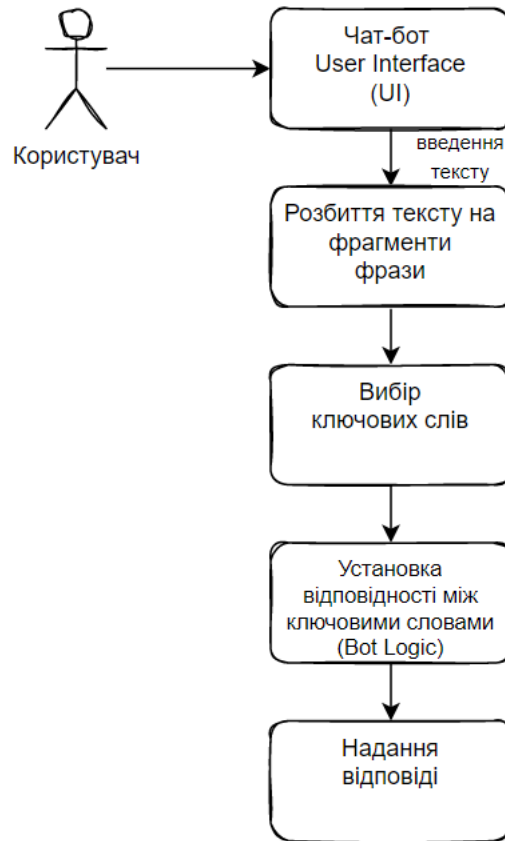 Чат-бот
User Interface
(UI)
Користувач
введення
тексту
Розбиття тексту на
фрагменти
фрази
Вибір
ключових слів
Установка
відповідності між
ключовими словами
(Bot Logic)
Надання
відповіді